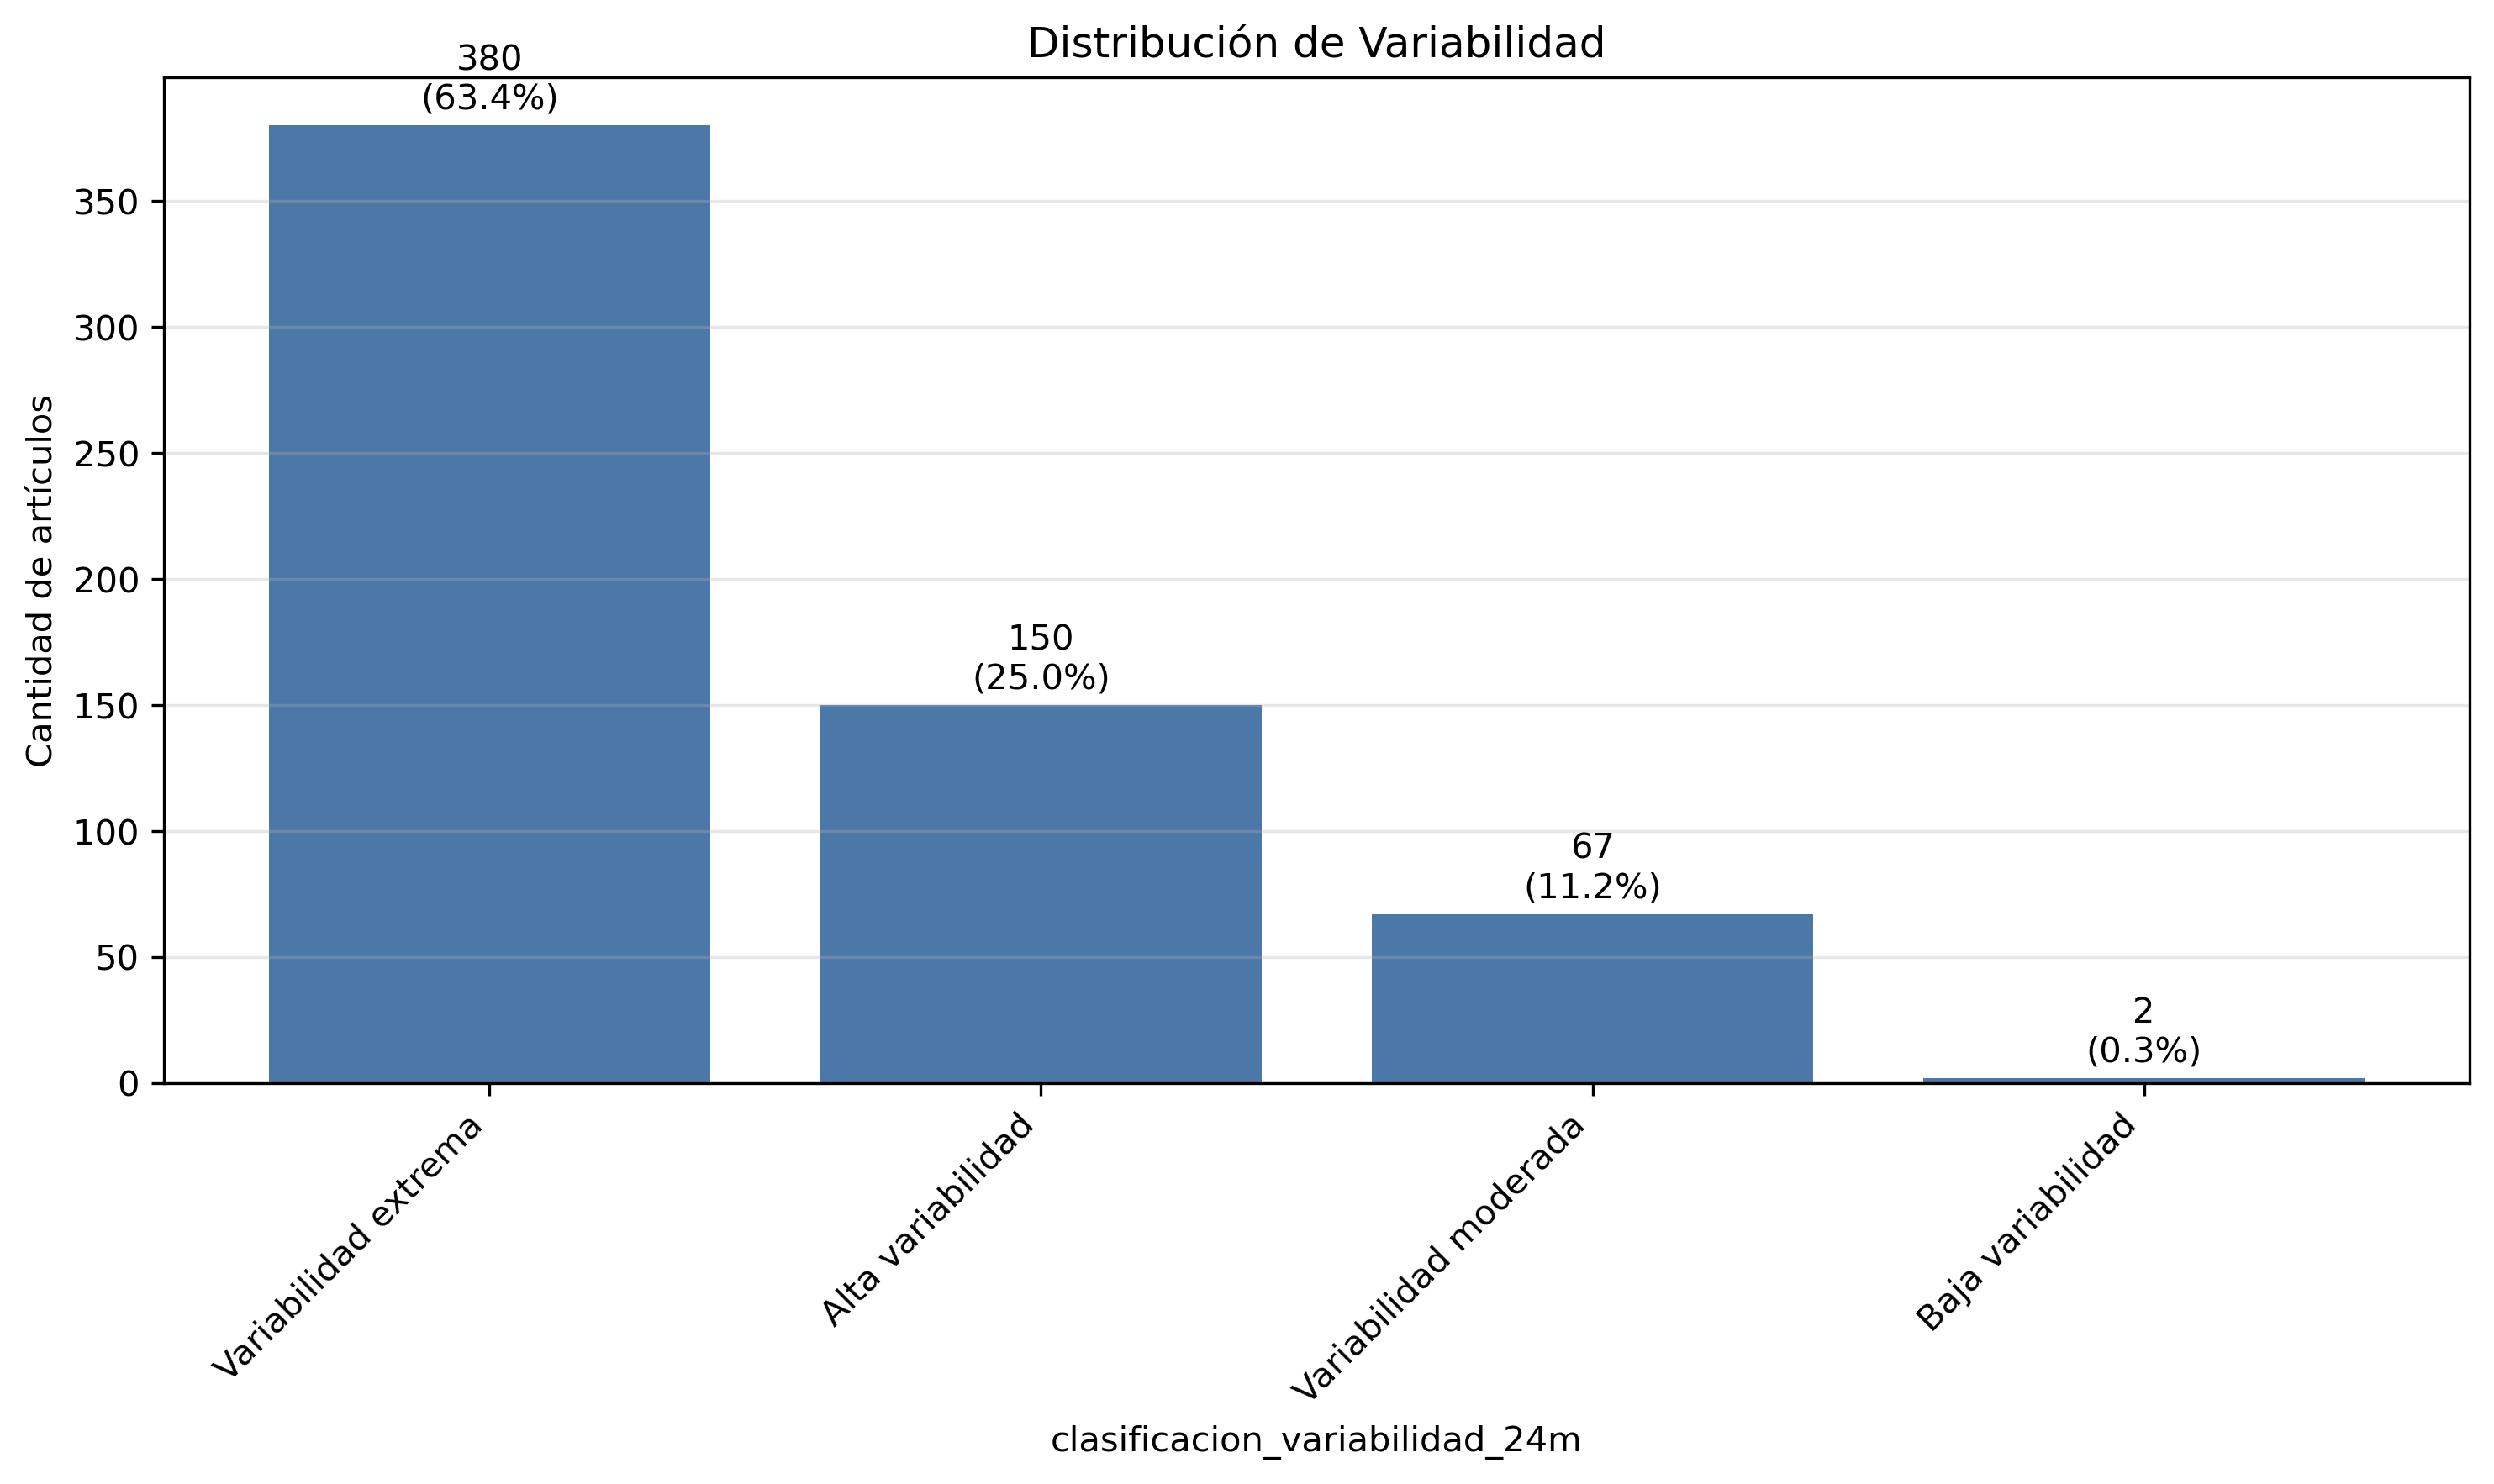 Distribución de Variabilidad
380
(63.4%)
150
(25.0%)
67
(11.2%)
2
(0.3%)
Cantidad de artículos
350
300
250
200
150
100
50
0
Variabilidad extrema
Alta variabilidad
Variabilidad moderada
Baja variabilidad
clasificacion_variabilidad_24m